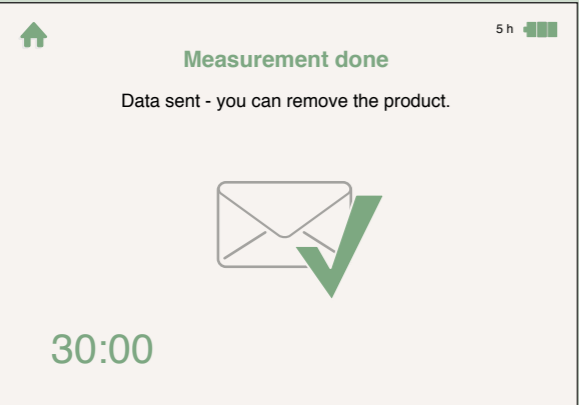 5 h
Measurement done
Data sent - you can remove the product.
30:00